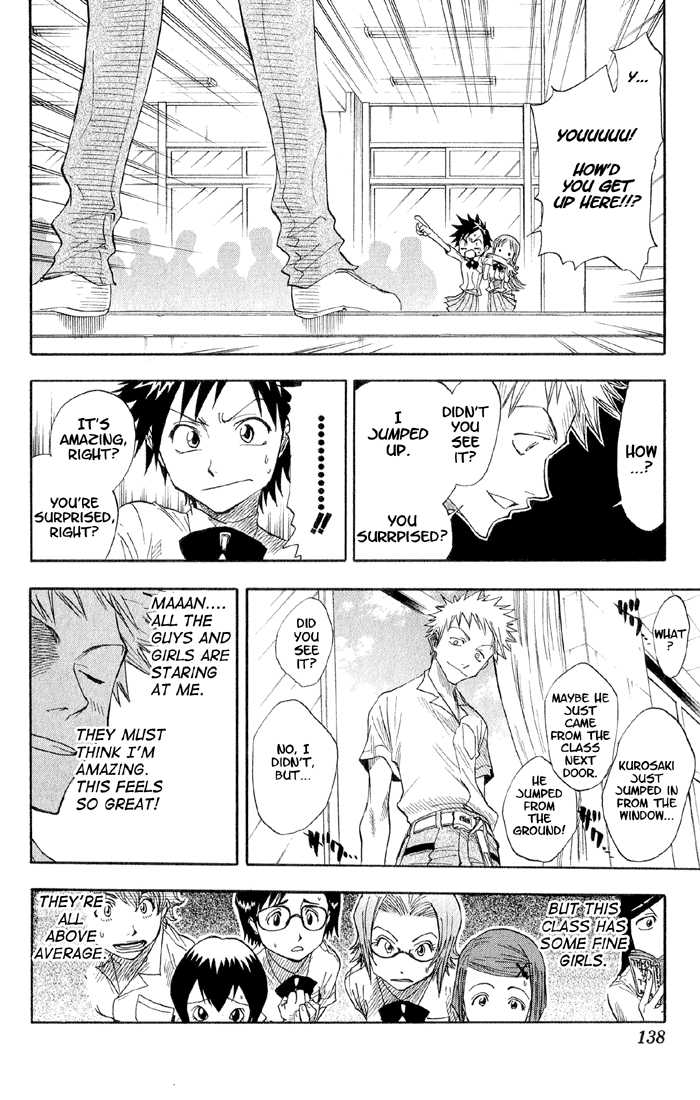 Y...
YOUUUUU!
HOW'D
YOU GET
UP HERE!!?
HOW
...?
DIDN'T
YOU
SEE
IT?
I
JUMPED
UP.
YOU
SURRPISED?
IT'S
AMAZING,
RIGHT?
YOU'RE
SURPRISED,
RIGHT?
WHAT
?
KUROSAKI
JUST
JUMPED IN
FROM THE
WINDOW...
MAYBE HE
JUST
CAME
FROM THE
CLASS
NEXT
DOOR.
HE
JUMPED
FROM
THE
GROUND!
DID
YOU
SEE
IT?
NO, I
DIDN'T,
BUT...
MAAAN....
ALL THE
GUYS AND
GIRLS ARE
STARING
AT ME.
THEY MUST
THINK I'M
AMAZING.
THIS FEELS
SO GREAT!
BUT THIS
CLASS HAS
SOME FINE
GIRLS.
THEY'RE
ALL
ABOVE
AVERAGE.
138